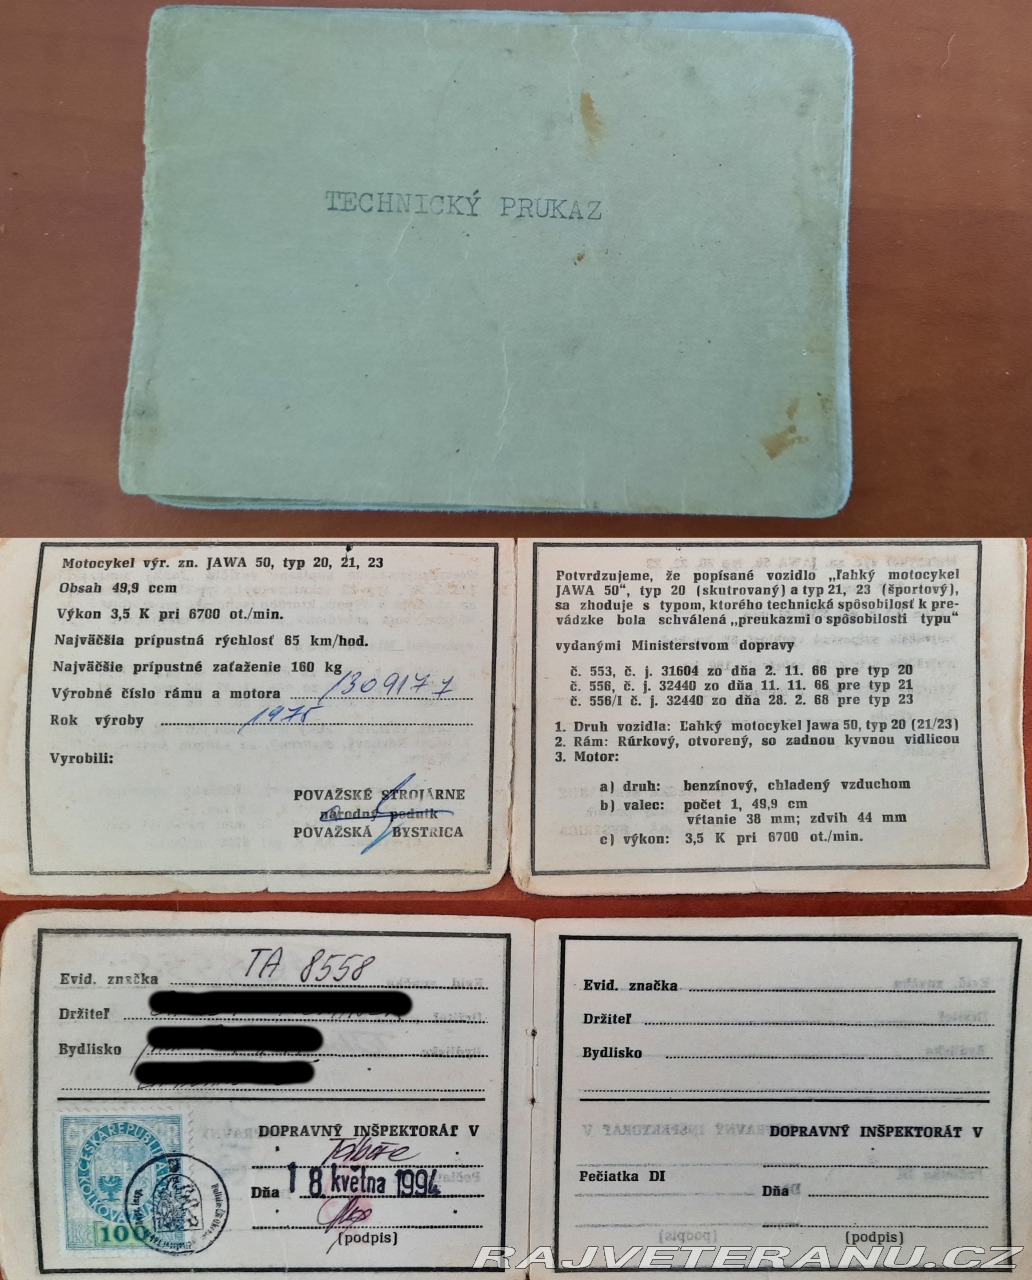 TECHNICKÝ PRUKAZ
Motocykel výr. zn. JAWA 50, typ 20, 21, 23
Obsah 49,9 ccm
Výkon 3,5 K pri 6700 ot./min.
Najväčšia prípustná rýchlosť 65 km/hod.
Najväčšie prípustné zaťaženie 160 kg
Výrobné číslo rámu a motora 1309177
Rok výroby 1975
Vyrobili:
POVAŽSKÉ STROJÁRNE
národný podnik
POVAŽSKÁ BYSTRICA
Potvrdzujeme, že popísané vozidlo „ľahký motocykel
JAWA 50", typ 20 (skutrovaný) a typ 21, 23 (športový),
sa zhoduje s typom, ktorého technická spôsobilosť k pre-
vádzke bola schválená „preukazmi o spôsobilosti typu"
vydanými Ministerstvom dopravy
č. 553, č. j. 31604 zo dňa 2. 11. 66 pre typ 20
č. 556, č. j. 32440 zo dňa 11. 11. 66 pre typ 21
č. 556/I č. j. 32440 zo dňa 28. 2. 68 pre typ 23
1. Druh vozidla: Ľahký motocykel Jawa 50, typ 20 (21/23)
2. Rám: Rúrkový, otvorený, so zadnou kyvnou vidlicou
3. Motor:
a) druh: benzínový, chladený vzduchom
b) valec: počet 1, 49,9 cm
vŕtanie 38 mm; zdvih 44 mm
c) výkon: 3,5 K pri 6700 ot./min.
Evid. značka TA 8558
Držiteľ
Bydlisko
ČESKÁ REPUBLIKA
KOLKOVÁ
100
DOPRAVNÝ INŠPEKTORÁT V
Táboře
Dňa 18. května 1994
(podpis)
Evid. značka
Držiteľ
Bydlisko
DOPRAVNÝ INŠPEKTORÁT V
Pečiatka DI
Dňa
(podpis)
RAJVETERANU.CZ